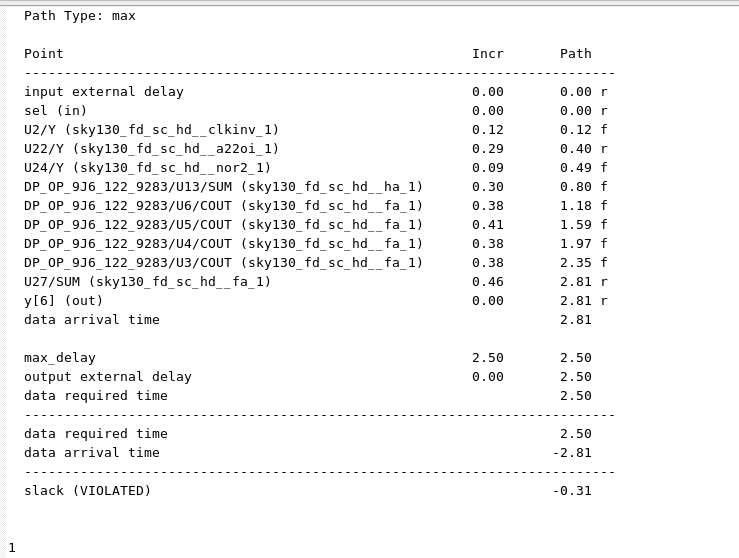 Path Type: max
Point Incr Path
--------------------------------------------------------------------------
input external delay 0.00 0.00 r
sel (in) 0.00 0.00 r
U2/Y (sky130_fd_sc_hd__clkinv_1) 0.12 0.12 f
U22/Y (sky130_fd_sc_hd__a22oi_1) 0.29 0.40 r
U24/Y (sky130_fd_sc_hd__nor2_1) 0.09 0.49 f
DP_OP_9J6_122_9283/U13/SUM (sky130_fd_sc_hd__ha_1) 0.30 0.80 f
DP_OP_9J6_122_9283/U6/COUT (sky130_fd_sc_hd__fa_1) 0.38 1.18 f
DP_OP_9J6_122_9283/U5/COUT (sky130_fd_sc_hd__fa_1) 0.41 1.59 f
DP_OP_9J6_122_9283/U4/COUT (sky130_fd_sc_hd__fa_1) 0.38 1.97 f
DP_OP_9J6_122_9283/U3/COUT (sky130_fd_sc_hd__fa_1) 0.38 2.35 f
U27/SUM (sky130_fd_sc_hd__fa_1) 0.46 2.81 r
y[6] (out) 0.00 2.81 r
data arrival time 2.81
max_delay 2.50 2.50
output external delay 0.00 2.50
data required time 2.50
--------------------------------------------------------------------------
data required time 2.50
data arrival time -2.81
--------------------------------------------------------------------------
slack (VIOLATED) -0.31
1